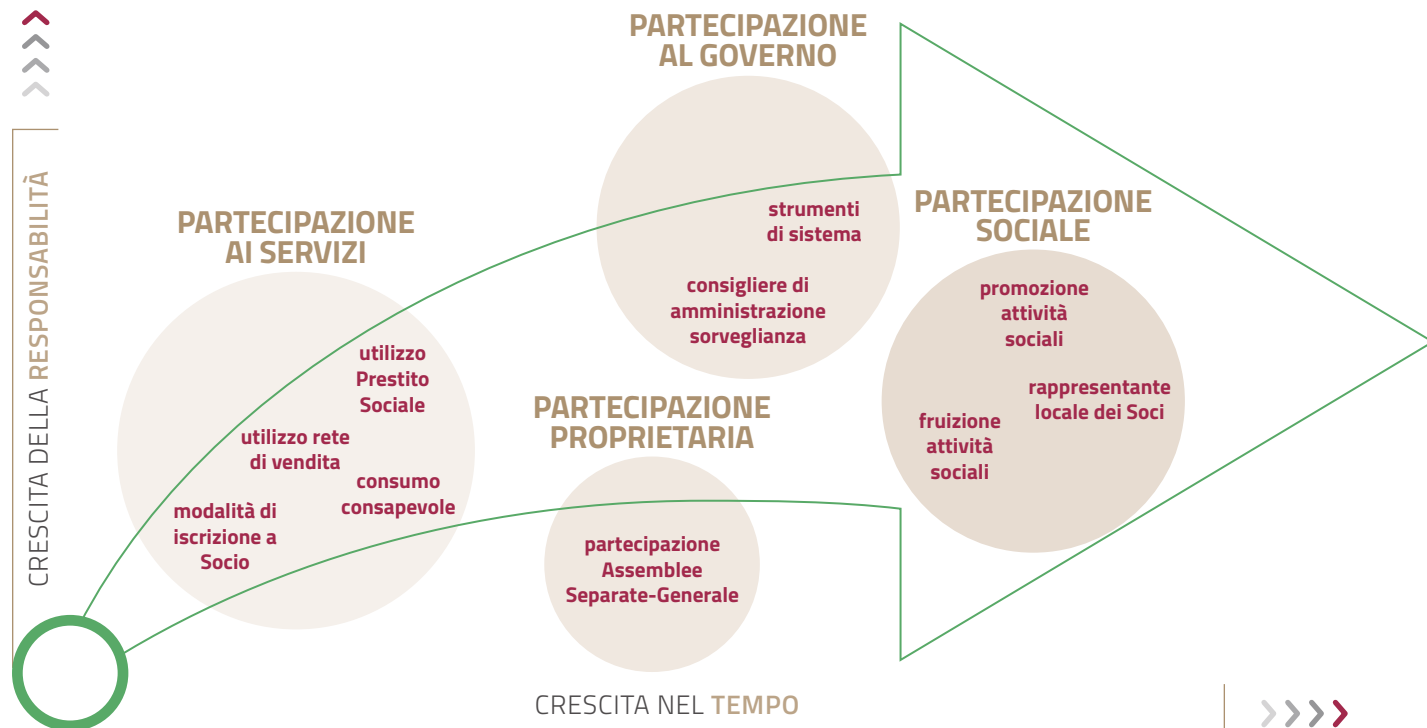 PARTECIPAZIONE
AL GOVERNO
strumenti
di sistema
consigliere di
amministrazione
sorveglianza
PARTECIPAZIONE
SOCIALE
promozione
attività
sociali
rappresentante
locale dei Soci
fruizione
attività
sociali
PARTECIPAZIONE
AI SERVIZI
utilizzo
Prestito
Sociale
utilizzo rete
di vendita
consumo
consapevole
modalità di
iscrizione a
Socio
PARTECIPAZIONE
PROPRIETARIA
partecipazione
Assemblee
Separate-Generale
CRESCITA DELLA RESPONSABILITÀ
CRESCITA NEL TEMPO